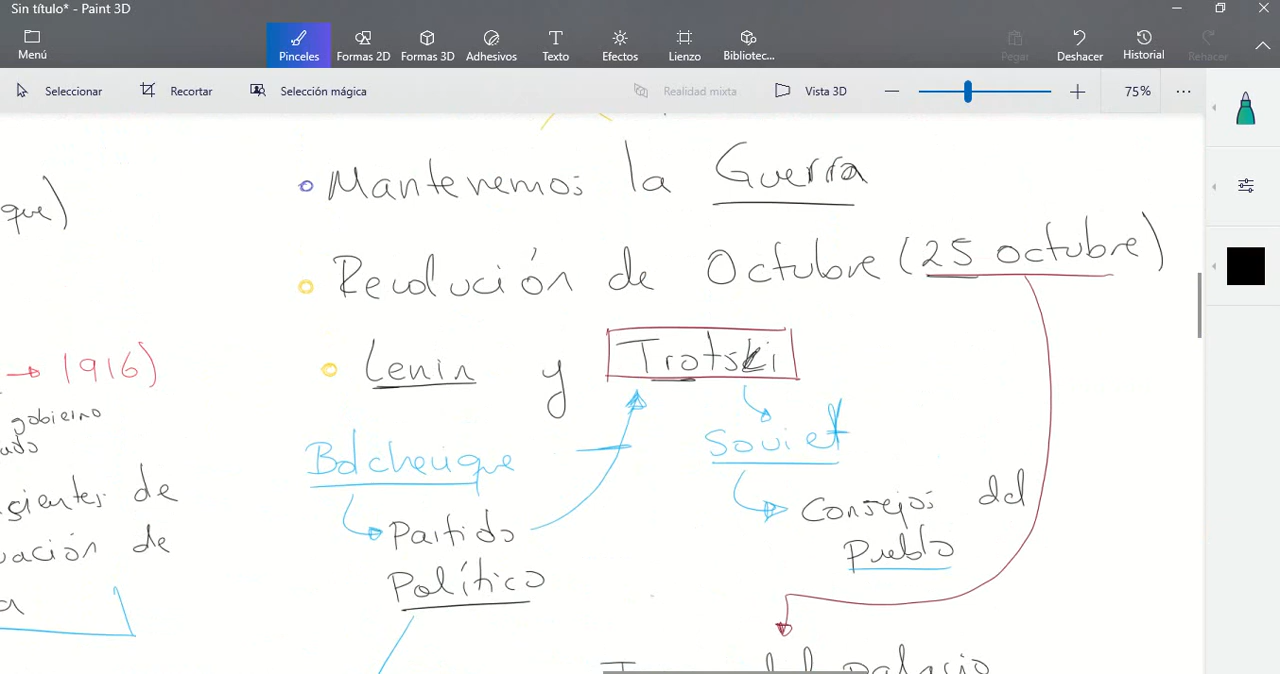 Sin título* - Paint 3D
Menú
Pinceles
Formas 2D
Formas 3D
Adhesivos
Texto
Efectos
Lienzo
Bibliotec...
Pegar
Deshacer
Historial
Rehacer
Seleccionar
Recortar
Selección mágica
Realidad mixta
Vista 3D
75%
que)
Mantenemos la Guerra
Revolución de Octubre (25 octubre)
→ 1916)
Lenin y Trotski
gobierno
Bolchevique
Soviet
de
Consejos del
Partido
Pueblo
uación de
Político
palacio